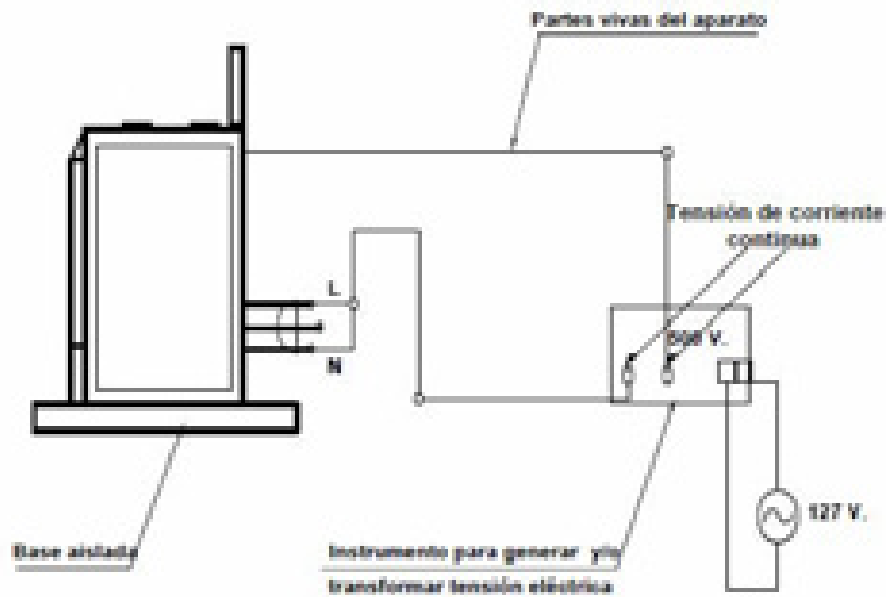 Partes vivas del aparato
Tensión de corriente
continua
L
500 V.
N
127 V.
Base aislada
Instrumento para generar y/o
transformar tensión eléctrica